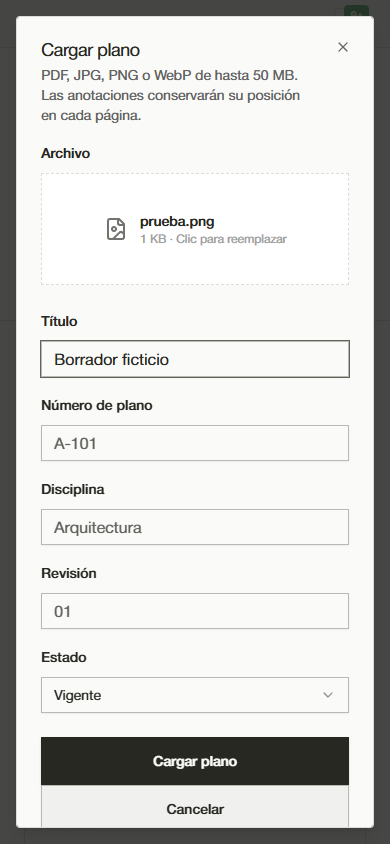 Cargar plano
PDF, JPG, PNG o WebP de hasta 50 MB.
Las anotaciones conservarán su posición
en cada página.
Archivo
prueba.png
1 KB · Clic para reemplazar
Título
Borrador ficticio
Número de plano
A-101
Disciplina
Arquitectura
Revisión
01
Estado
Vigente
Cargar plano
Cancelar